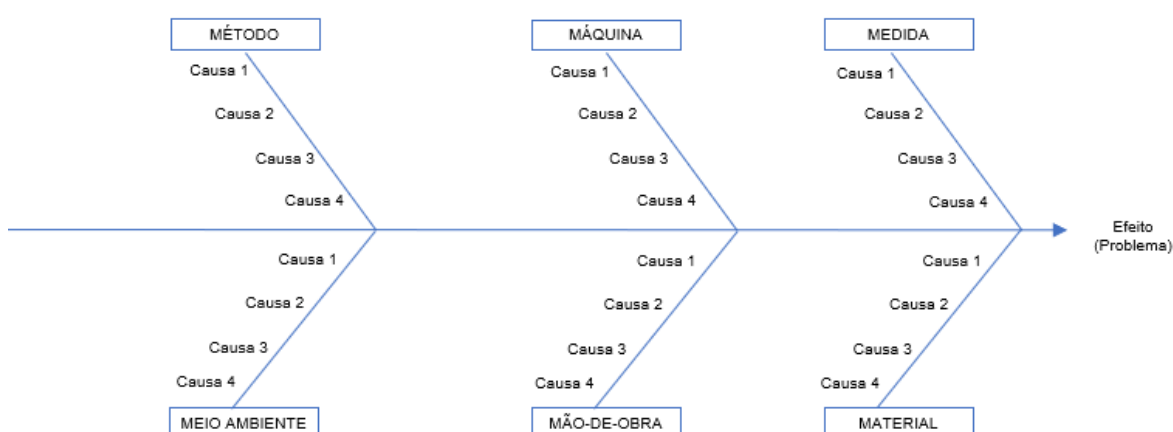 MÉTODO
MÁQUINA
MEDIDA
Causa 1
Causa 2
Causa 3
Causa 4
Causa 1
Causa 2
Causa 3
Causa 4
Causa 1
Causa 2
Causa 3
Causa 4
Efeito
(Problema)
Causa 1
Causa 2
Causa 3
Causa 4
Causa 1
Causa 2
Causa 3
Causa 4
Causa 1
Causa 2
Causa 3
Causa 4
MEIO AMBIENTE
MÃO-DE-OBRA
MATERIAL